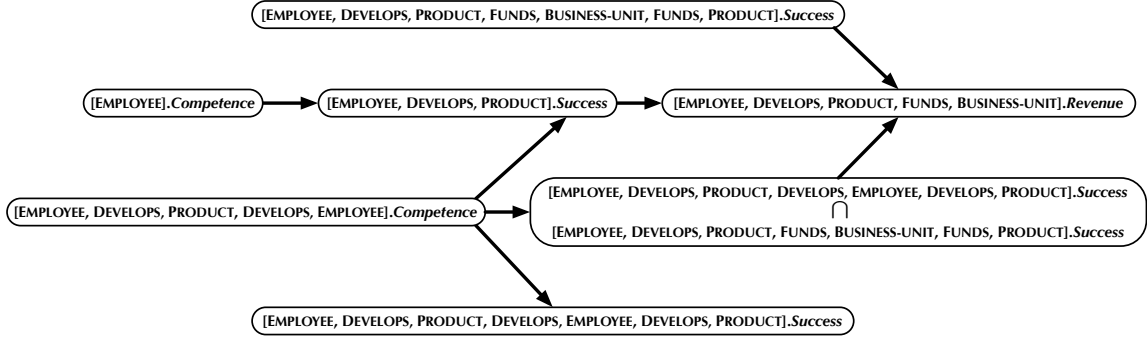 [EMPLOYEE, DEVELOPS, PRODUCT, FUNDS, BUSINESS-UNIT, FUNDS, PRODUCT].Success
[EMPLOYEE].Competence
[EMPLOYEE, DEVELOPS, PRODUCT].Success
[EMPLOYEE, DEVELOPS, PRODUCT, FUNDS, BUSINESS-UNIT].Revenue
[EMPLOYEE, DEVELOPS, PRODUCT, DEVELOPS, EMPLOYEE].Competence
[EMPLOYEE, DEVELOPS, PRODUCT, DEVELOPS, EMPLOYEE, DEVELOPS, PRODUCT].Success
∩
[EMPLOYEE, DEVELOPS, PRODUCT, FUNDS, BUSINESS-UNIT, FUNDS, PRODUCT].Success
[EMPLOYEE, DEVELOPS, PRODUCT, DEVELOPS, EMPLOYEE, DEVELOPS, PRODUCT].Success